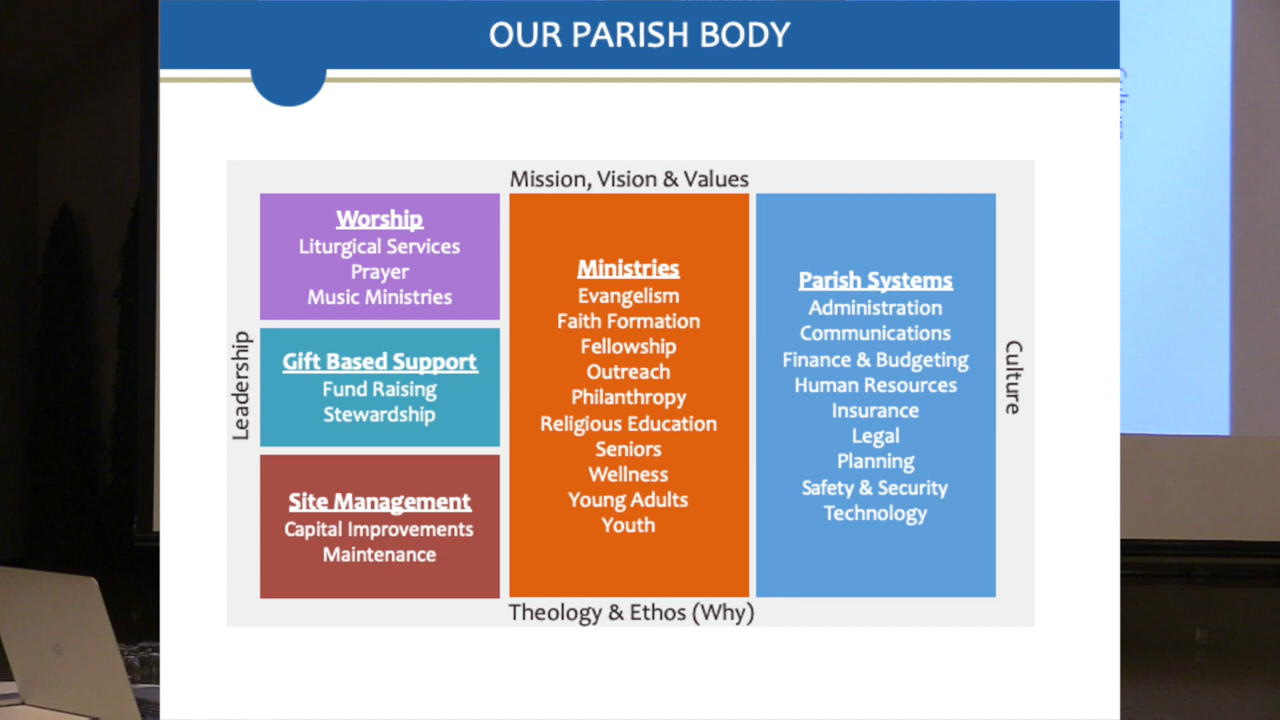 OUR PARISH BODY
Mission, Vision & Values
Leadership
Worship
Liturgical Services
Prayer
Music Ministries
Gift Based Support
Fund Raising
Stewardship
Site Management
Capital Improvements
Maintenance
Ministries
Evangelism
Faith Formation
Fellowship
Outreach
Philanthropy
Religious Education
Seniors
Wellness
Young Adults
Youth
Parish Systems
Administration
Communications
Finance & Budgeting
Human Resources
Insurance
Legal
Planning
Safety & Security
Technology
Culture
Theology & Ethos (Why)